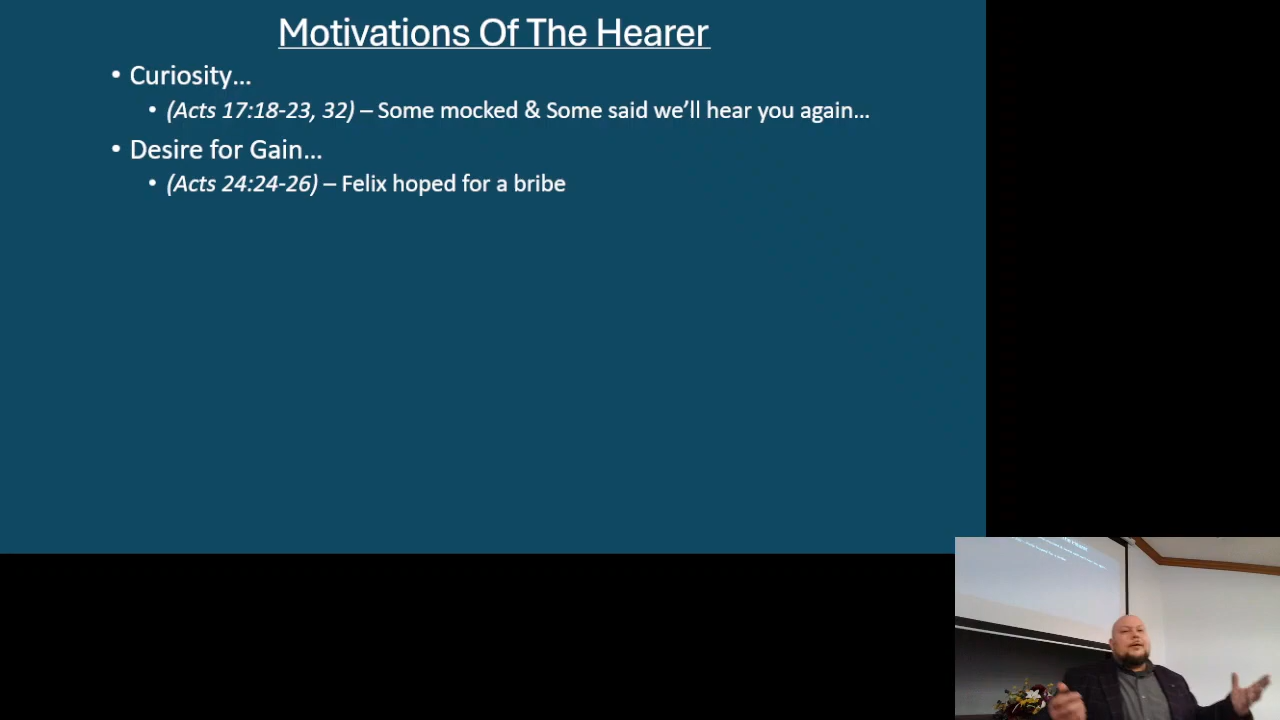 Motivations Of The Hearer
• Curiosity…
• (Acts 17:18-23, 32) – Some mocked & Some said we’ll hear you again…
• Desire for Gain…
• (Acts 24:24-26) – Felix hoped for a bribe